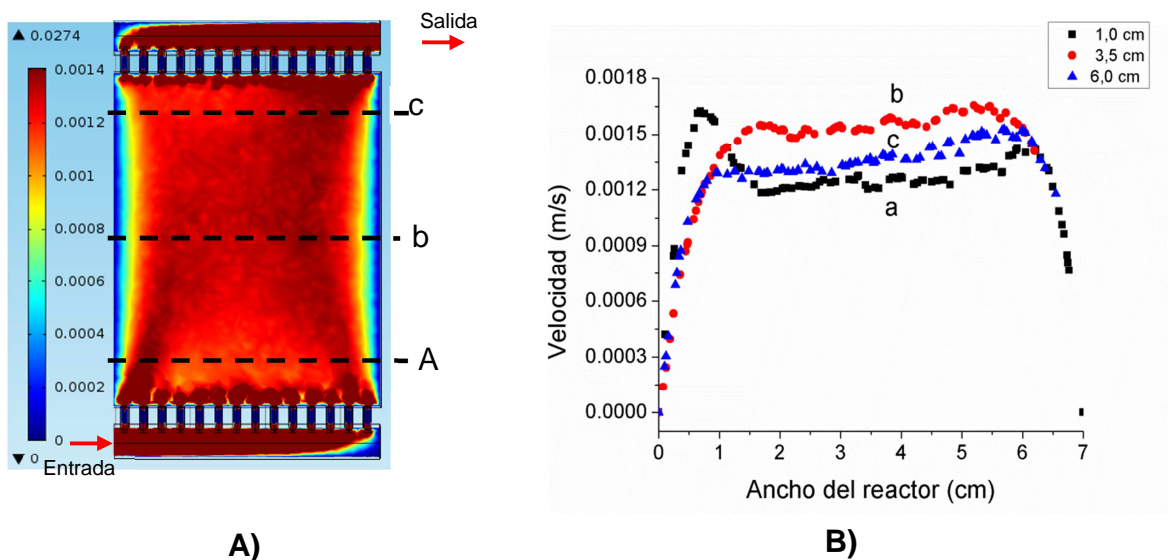 Salida
0.0274
0.0014
0.0012
0.001
0.0008
0.0006
0.0004
0.0002
0
0
Entrada
c
b
A
A)
1,0 cm
3,5 cm
6,0 cm
0.0018
0.0015
0.0012
0.0009
0.0006
0.0003
0.0000
Velocidad (m/s)
b
c
a
0 1 2 3 4 5 6 7
Ancho del reactor (cm)
B)